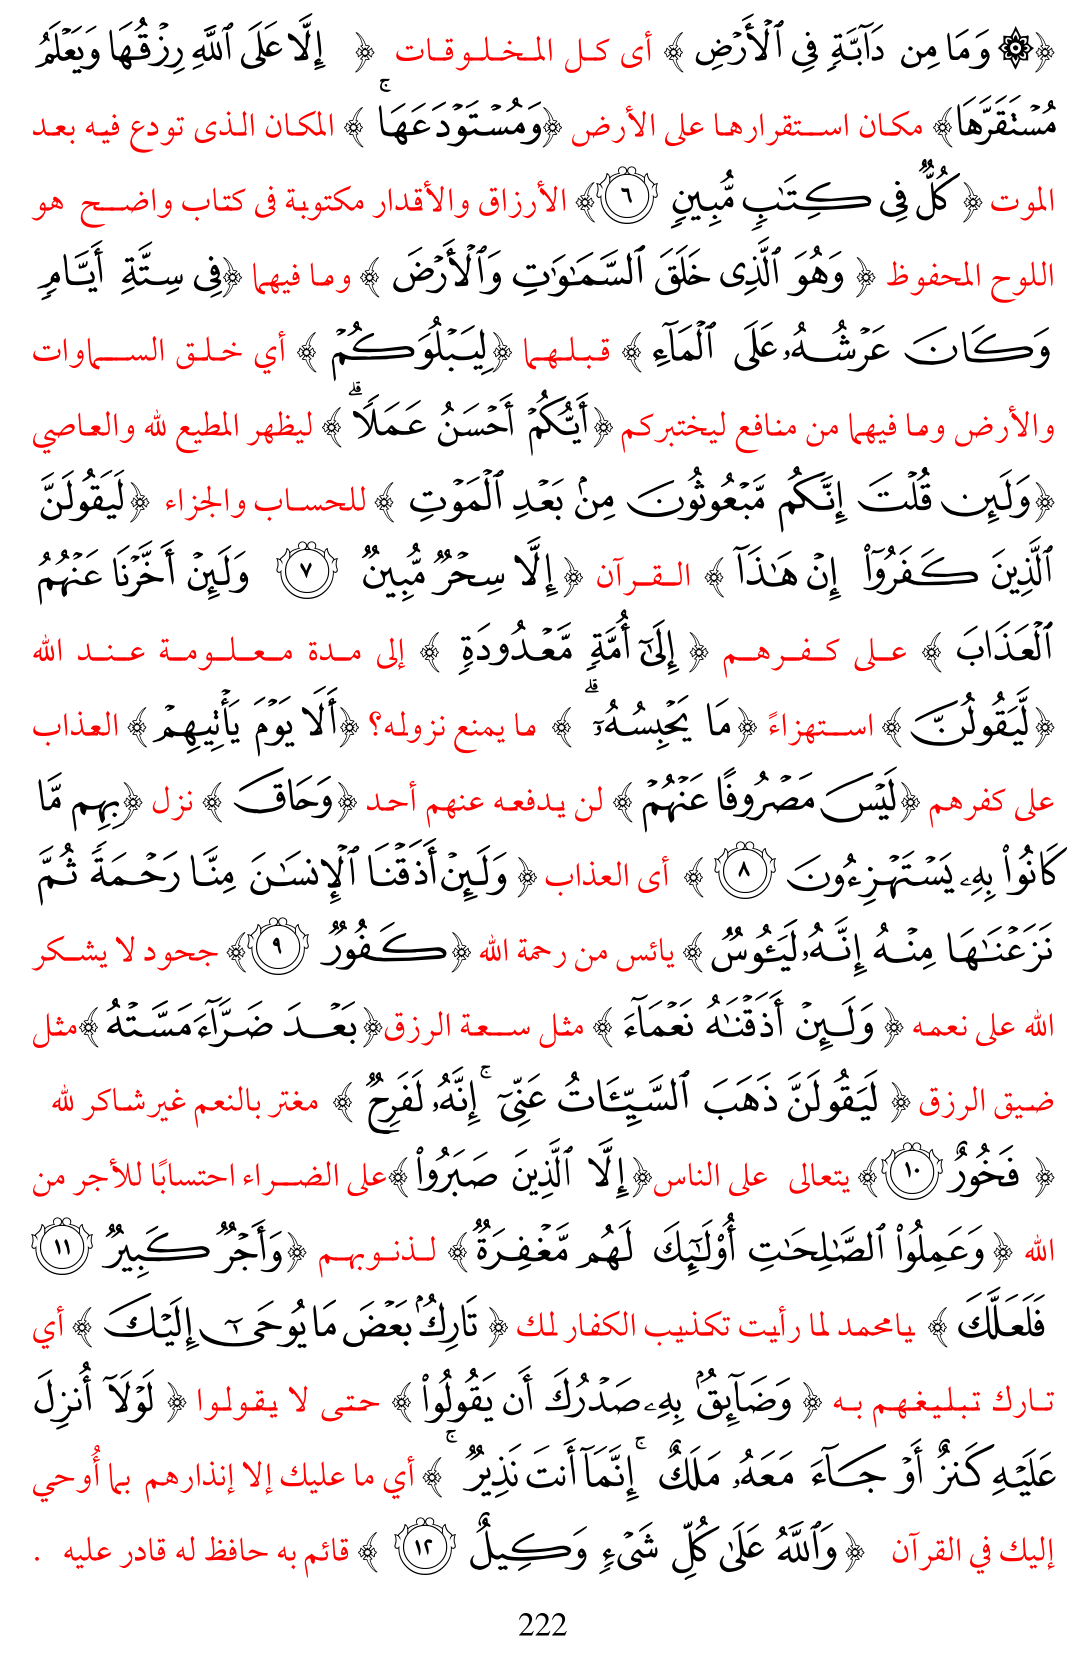 ﴿۞ وَمَا مِن دَآبَّةٖ فِي ٱلۡأَرۡضِ ﴾ أى كل المخلوقات ﴿ إِلَّا عَلَى ٱللَّهِ رِزۡقُهَا وَيَعۡلَمُ
مُسۡتَقَرَّهَا﴾ مكان استقرارها على الأرض ﴿وَمُسۡتَوۡدَعَهَاۚ ﴾ المكان الذى تودع فيه بعد
الموت ﴿ كُلّٞ فِي كِتَٰبٖ مُّبِينٖ ٦﴾ الأرزاق والأقدار مكتوبة فى كتاب واضح هو
اللوح المحفوظ ﴿ وَهُوَ ٱلَّذِي خَلَقَ ٱلسَّمَٰوَٰتِ وَٱلۡأَرۡضَ ﴾ وما فيهما ﴿فِي سِتَّةِ أَيَّامٖ
وَكَانَ عَرۡشُهُۥ عَلَى ٱلۡمَآءِ ﴾ قبلهما ﴿لِيَبۡلُوَكُمۡ ﴾ أي خلق السماوات
والأرض وما فيهما من منافع ليختبركم ﴿أَيُّكُمۡ أَحۡسَنُ عَمَلٗاۗ ﴾ ليظهر المطيع لله والعاصي
﴿وَلَئِن قُلۡتَ إِنَّكُم مَّبۡعُوثُونَ مِنۢ بَعۡدِ ٱلۡمَوۡتِ ﴾ للحساب والجزاء ﴿لَيَقُولَنَّ
ٱلَّذِينَ كَفَرُوٓاْ إِنۡ هَٰذَآ ﴾ القرآن ﴿ إِلَّا سِحۡرٞ مُّبِينٞ ٧ وَلَئِنۡ أَخَّرۡنَا عَنۡهُمُ
ٱلۡعَذَابَ ﴾ على كفرهم ﴿ إِلَىٰٓ أُمَّةٖ مَّعۡدُودَةٖ ﴾ إلى مدة معلومة عند الله
﴿لَّيَقُولُنَّ ﴾ استهزاءً ﴿مَا يَحۡبِسُهُۥٓۗ ﴾ ما يمنع نزوله؟ ﴿أَلَا يَوۡمَ يَأۡتِيهِمۡ ﴾ العذاب
على كفرهم ﴿لَيۡسَ مَصۡرُوفًا عَنۡهُمۡ ﴾ لن يدفعه عنهم أحد ﴿وَحَاقَ ﴾ نزل ﴿بِهِم مَّا
كَانُواْ بِهِۦ يَسۡتَهۡزِءُونَ ٨ ﴾ أى العذاب ﴿ وَلَئِنۡ أَذَقۡنَا ٱلۡإِنسَٰنَ مِنَّا رَحۡمَةٗ ثُمَّ
نَزَعۡنَٰهَا مِنۡهُ إِنَّهُۥ لَيَـُٔوسٞ ﴾ يائس من رحمة الله ﴿ كَفُورٞ ٩﴾ جحود لا يشكر
الله على نعمه ﴿ وَلَئِنۡ أَذَقۡنَٰهُ نَعۡمَآءَ ﴾ مثل سعة الرزق﴿ بَعۡدَ ضَرَّآءَ مَسَّتۡهُ ﴾مثل
ضيق الرزق ﴿ لَيَقُولَنَّ ذَهَبَ ٱلسَّيِّـَٔاتُ عَنِّيٓۚ إِنَّهُۥ لَفَرِحٞ ﴾ مغتر بالنعم غير شاكر لله
﴿ فَخُورٌ ١٠﴾ يتعالى على الناس﴿ إِلَّا ٱلَّذِينَ صَبَرُواْ ﴾على الضراء احتسابًا للأجر من
الله ﴿ وَعَمِلُواْ ٱلصَّٰلِحَٰتِ أُوْلَٰٓئِكَ لَهُم مَّغۡفِرَةٞ ﴾ لذنوبهم ﴿وَأَجۡرٞ كَبِيرٞ ١١
فَلَعَلَّكَ ﴾ يامحمد لما رأيت تكذيب الكفار لمك ﴿ تَارِكُۢ بَعۡضَ مَا يُوحَىٰٓ إِلَيۡكَ ﴾ أي
تارك تبليغهم به ﴿ وَضَآئِقُۢ بِهِۦ صَدۡرُكَ أَن يَقُولُواْ ﴾ حتى لا يقولوا ﴿ لَوۡلَآ أُنزِلَ
عَلَيۡهِ كَنزٌ أَوۡ جَآءَ مَعَهُۥ مَلَكٌۚ إِنَّمَآ أَنتَ نَذِيرٞۚ ﴾ أي ما عليك إلا إنذارهم بما أُوحي
إليك في القرآن ﴿ وَٱللَّهُ عَلَىٰ كُلِّ شَيۡءٖ وَكِيلٌ ١٢ ﴾ قائم به حافظ له قادر عليه .
222